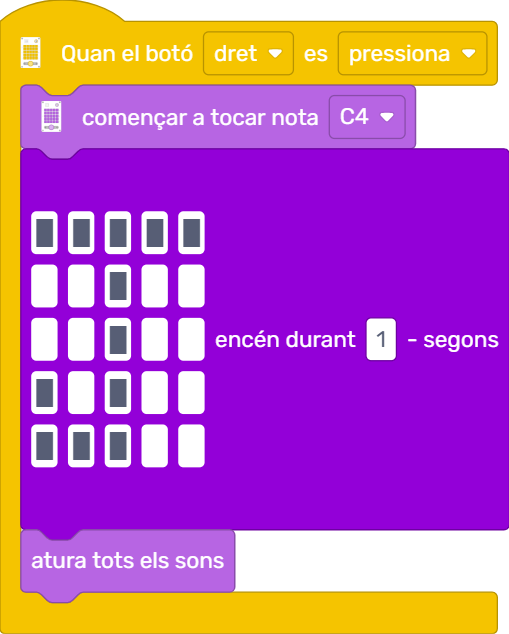 Quan el botó dret es pressiona
començar a tocar nota C4
encén durant 1 - segons
atura tots els sons